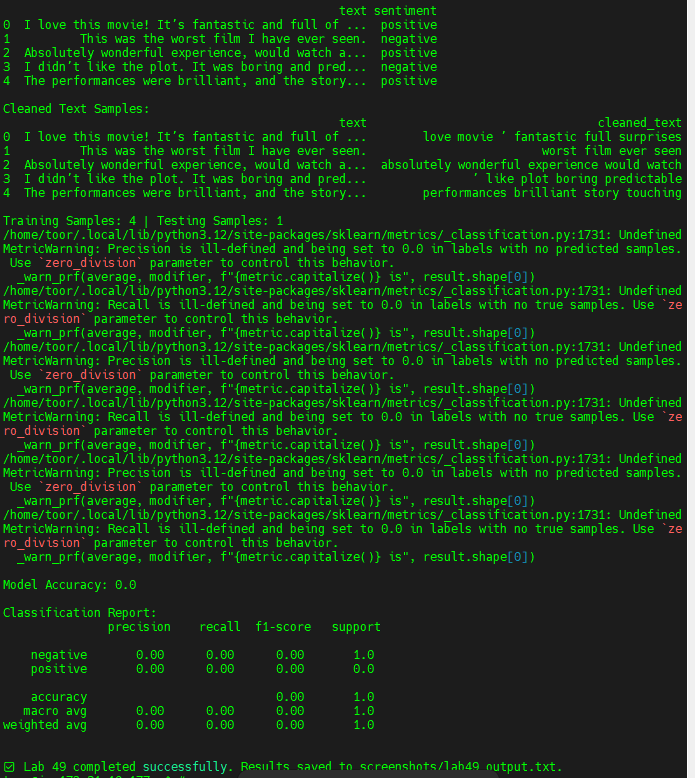 text sentiment
0 I love this movie! It’s fantastic and full of ... positive
1 This was the worst film I have ever seen. negative
2 Absolutely wonderful experience, would watch a... positive
3 I didn’t like the plot. It was boring and pred... negative
4 The performances were brilliant, and the story... positive
Cleaned Text Samples:
text cleaned_text
0 I love this movie! It’s fantastic and full of ... love movie ’ fantastic full surprises
1 This was the worst film I have ever seen. worst film ever seen
2 Absolutely wonderful experience, would watch a... absolutely wonderful experience would watch
3 I didn’t like the plot. It was boring and pred... ’ like plot boring predictable
4 The performances were brilliant, and the story... performances brilliant story touching
Training Samples: 4 | Testing Samples: 1
/home/toor/.local/lib/python3.12/site-packages/sklearn/metrics/_classification.py:1731: Undefined
MetricWarning: Precision is ill-defined and being set to 0.0 in labels with no predicted samples.
Use `zero_division` parameter to control this behavior.
_warn_prf(average, modifier, f"{metric.capitalize()} is", result.shape[0])
/home/toor/.local/lib/python3.12/site-packages/sklearn/metrics/_classification.py:1731: Undefined
MetricWarning: Recall is ill-defined and being set to 0.0 in labels with no true samples. Use `ze
ro_division` parameter to control this behavior.
_warn_prf(average, modifier, f"{metric.capitalize()} is", result.shape[0])
/home/toor/.local/lib/python3.12/site-packages/sklearn/metrics/_classification.py:1731: Undefined
MetricWarning: Precision is ill-defined and being set to 0.0 in labels with no predicted samples.
Use `zero_division` parameter to control this behavior.
_warn_prf(average, modifier, f"{metric.capitalize()} is", result.shape[0])
/home/toor/.local/lib/python3.12/site-packages/sklearn/metrics/_classification.py:1731: Undefined
MetricWarning: Recall is ill-defined and being set to 0.0 in labels with no true samples. Use `ze
ro_division` parameter to control this behavior.
_warn_prf(average, modifier, f"{metric.capitalize()} is", result.shape[0])
/home/toor/.local/lib/python3.12/site-packages/sklearn/metrics/_classification.py:1731: Undefined
MetricWarning: Precision is ill-defined and being set to 0.0 in labels with no predicted samples.
Use `zero_division` parameter to control this behavior.
_warn_prf(average, modifier, f"{metric.capitalize()} is", result.shape[0])
/home/toor/.local/lib/python3.12/site-packages/sklearn/metrics/_classification.py:1731: Undefined
MetricWarning: Recall is ill-defined and being set to 0.0 in labels with no true samples. Use `ze
ro_division` parameter to control this behavior.
_warn_prf(average, modifier, f"{metric.capitalize()} is", result.shape[0])
Model Accuracy: 0.0
Classification Report:
precision recall f1-score support
negative 0.00 0.00 0.00 1.0
positive 0.00 0.00 0.00 0.0
accuracy 0.00 1.0
macro avg 0.00 0.00 0.00 1.0
weighted avg 0.00 0.00 0.00 1.0
☑ Lab 49 completed successfully. Results saved to screenshots/lab49_output.txt.